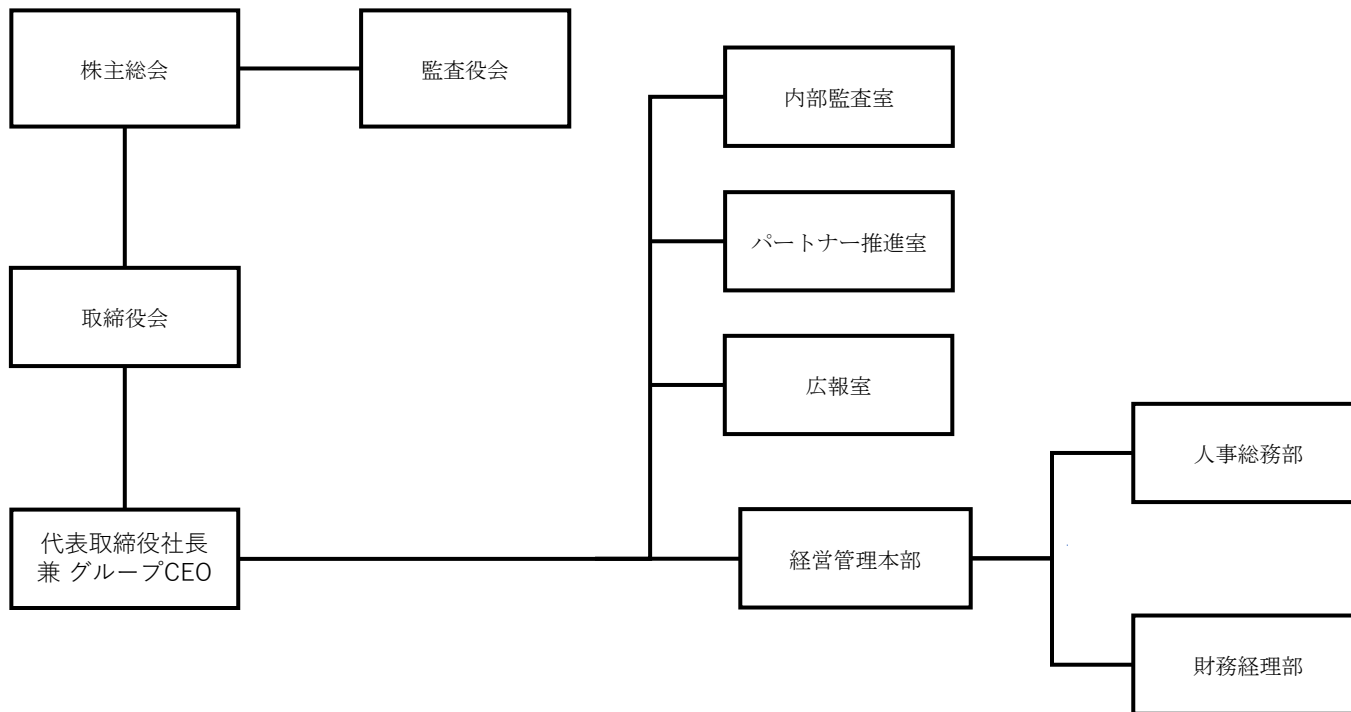 株主総会
監査役会
内部監査室
パートナー推進室
取締役会
広報室
人事総務部
代表取締役社長
兼 グループCEO
経営管理本部
財務経理部